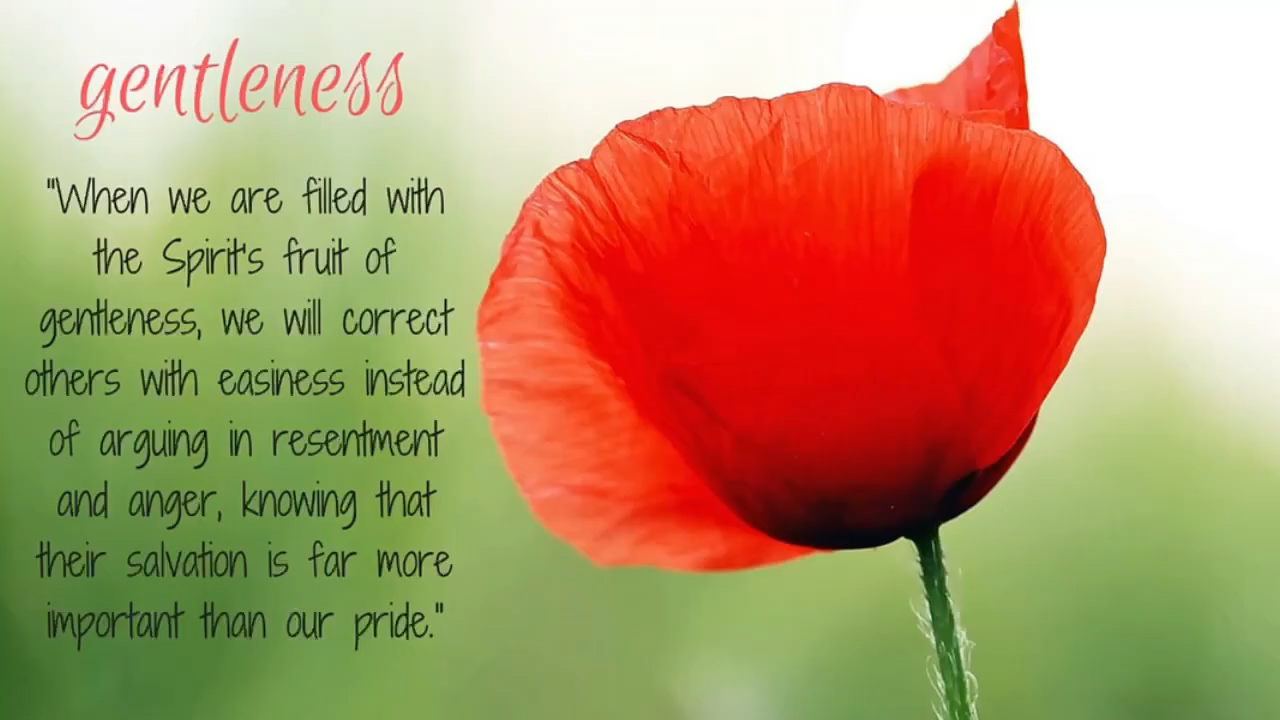 gentleness
"When we are filled with
the Spirit's fruit of
gentleness, we will correct
others with easiness instead
of arguing in resentment
and anger, knowing that
their salvation is far more
important than our pride."